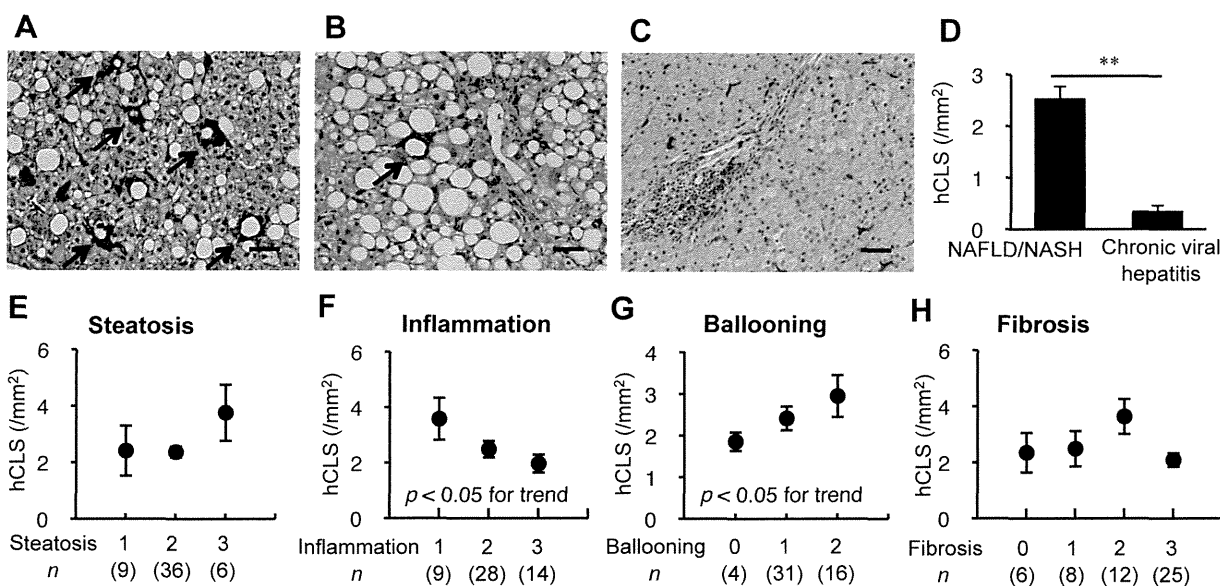 A
B
C
D
**
hCLS (/mm²)
3
2
1
0
NAFLD/NASH
Chronic viral
hepatitis
E
Steatosis
hCLS (/mm²)
6
4
2
0
Steatosis 1 2 3
n (9) (36) (6)
F
Inflammation
hCLS (/mm²)
6
4
2
0
p < 0.05 for trend
Inflammation 1 2 3
n (9) (28) (14)
G
Ballooning
hCLS (/mm²)
4
3
2
1
0
p < 0.05 for trend
Ballooning 0 1 2
n (4) (31) (16)
H
Fibrosis
hCLS (/mm²)
6
4
2
0
Fibrosis 0 1 2 3
n (6) (8) (12) (25)